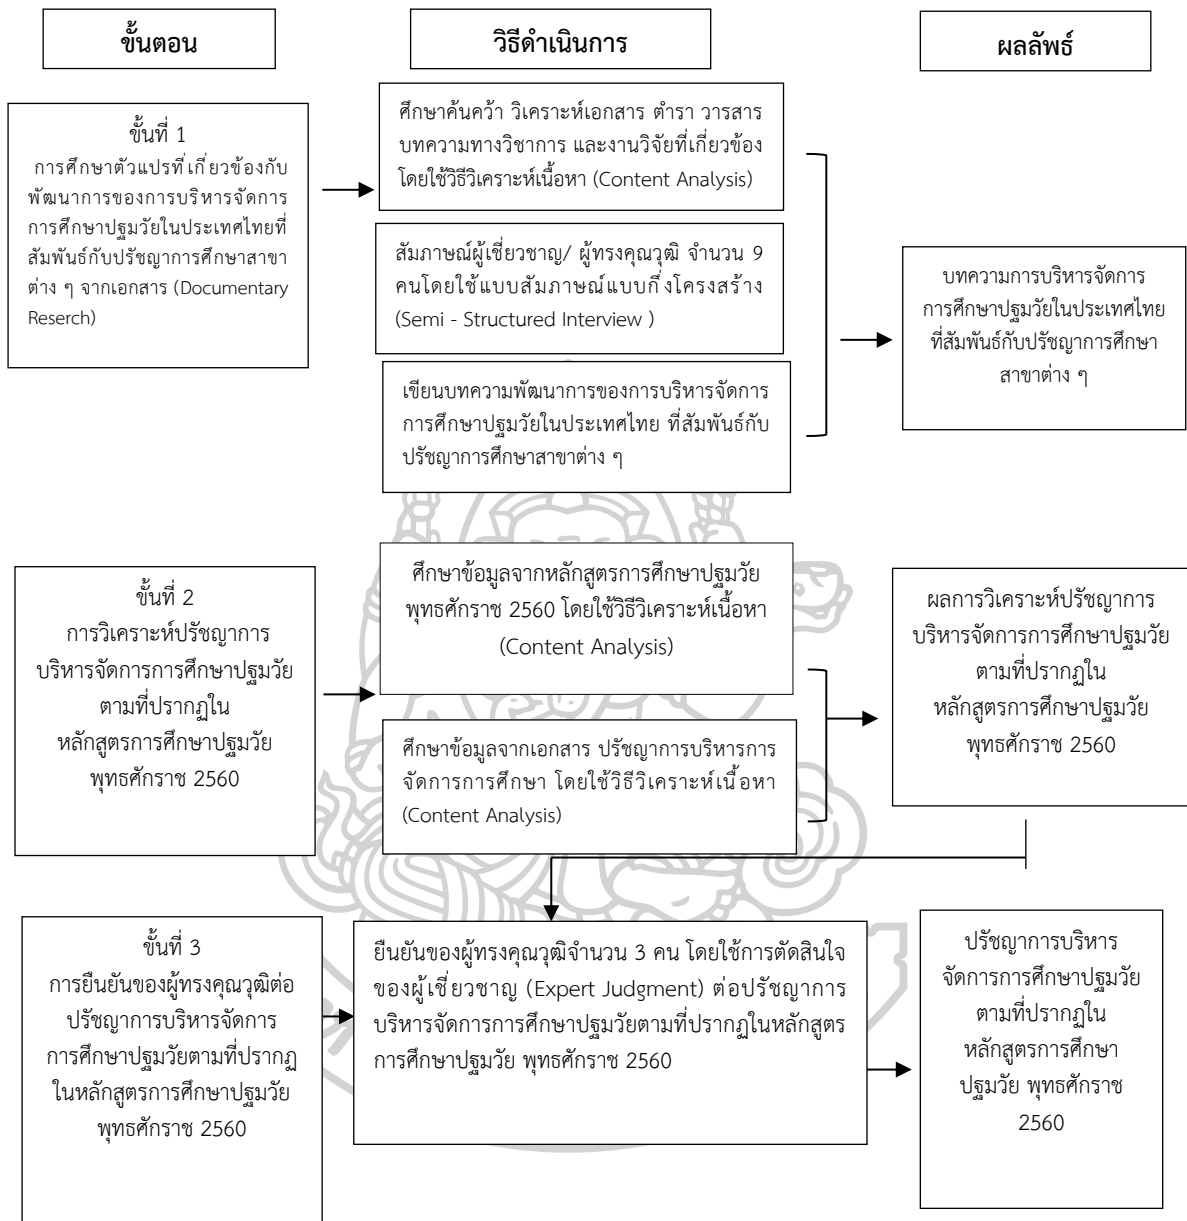 ขั้นตอน
วิธีดำเนินการ
ผลลัพธ์
ขั้นที่ 1
การศึกษาตัวแปรที่เกี่ยวข้องกับ
พัฒนาการของการบริหารจัดการ
การศึกษาปฐมวัยในประเทศไทยที่
สัมพันธ์กับปรัชญาการศึกษาสาขา
ต่าง ๆ จากเอกสาร (Documentary
Reserch)
ศึกษาค้นคว้า วิเคราะห์เอกสาร ตำรา วารสาร
บทความทางวิชาการ และงานวิจัยที่เกี่ยวข้อง
โดยใช้วิธีวิเคราะห์เนื้อหา (Content Analysis)
สัมภาษณ์ผู้เชี่ยวชาญ/ ผู้ทรงคุณวุฒิ จำนวน 9
คนโดยใช้แบบสัมภาษณ์แบบกึ่งโครงสร้าง
(Semi - Structured Interview )
เขียนบทความพัฒนาการของการบริหารจัดการ
การศึกษาปฐมวัยในประเทศไทย ที่สัมพันธ์กับ
ปรัชญาการศึกษาสาขาต่าง ๆ
บทความการบริหารจัดการ
การศึกษาปฐมวัยในประเทศไทย
ที่สัมพันธ์กับปรัชญาการศึกษา
สาขาต่าง ๆ
ขั้นที่ 2
การวิเคราะห์ปรัชญาการ
บริหารจัดการการศึกษาปฐมวัย
ตามที่ปรากฏใน
หลักสูตรการศึกษาปฐมวัย
พุทธศักราช 2560
ศึกษาข้อมูลจากหลักสูตรการศึกษาปฐมวัย
พุทธศักราช 2560 โดยใช้วิธีวิเคราะห์เนื้อหา
(Content Analysis)
ศึกษาข้อมูลจากเอกสาร ปรัชญาการบริหารการ
จัดการการศึกษา โดยใช้วิธีวิเคราะห์เนื้อหา
(Content Analysis)
ผลการวิเคราะห์ปรัชญาการ
บริหารจัดการการศึกษาปฐมวัย
ตามที่ปรากฏใน
หลักสูตรการศึกษาปฐมวัย
พุทธศักราช 2560
ขั้นที่ 3
การยืนยันของผู้ทรงคุณวุฒิต่อ
ปรัชญาการบริหารจัดการ
การศึกษาปฐมวัยตามที่ปรากฏ
ในหลักสูตรการศึกษาปฐมวัย
พุทธศักราช 2560
ยืนยันของผู้ทรงคุณวุฒิจำนวน 3 คน โดยใช้การตัดสินใจ
ของผู้เชี่ยวชาญ (Expert Judgment) ต่อปรัชญาการ
บริหารจัดการการศึกษาปฐมวัยตามที่ปรากฏในหลักสูตร
การศึกษาปฐมวัย พุทธศักราช 2560
ปรัชญาการบริหาร
จัดการการศึกษาปฐมวัย
ตามที่ปรากฏใน
หลักสูตรการศึกษา
ปฐมวัย พุทธศักราช
2560